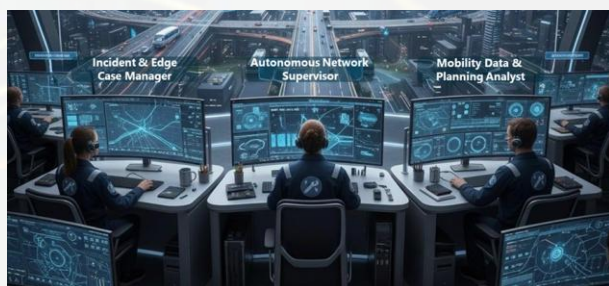 Incident & Edge
Case Manager
Autonomous Network
Supervisor
Mobility Data &
Planning Analyst